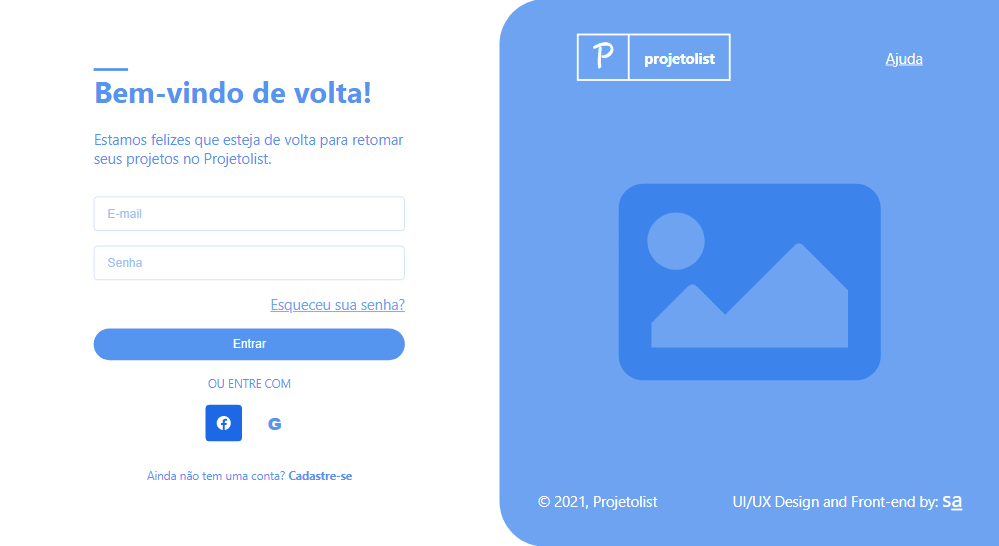 Bem-vindo de volta!
Estamos felizes que esteja de volta para retomar
seus projetos no Projetolist.
E-mail
Senha
Esqueceu sua senha?
Entrar
OU ENTRE COM
G
Ainda não tem uma conta? Cadastre-se
P projetolist
Ajuda
© 2021, Projetolist
UI/UX Design and Front-end by: sa